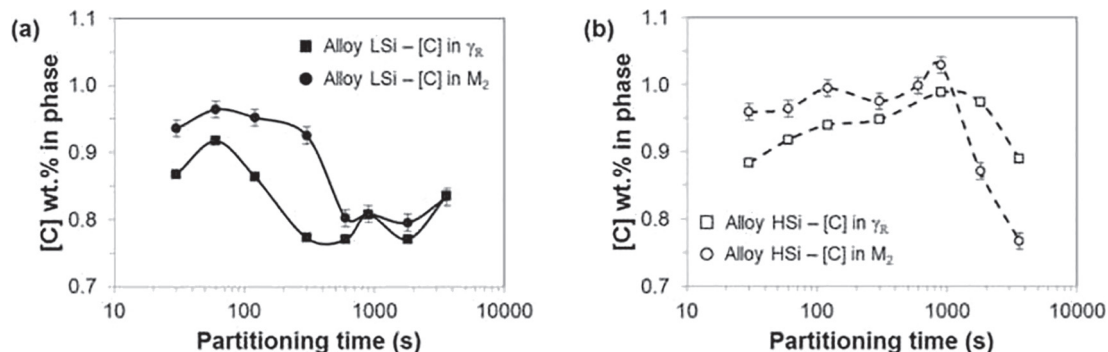 (a)
1.1
1.0
0.9
0.8
0.7
[C] wt.% in phase
Alloy LSi – [C] in γR
Alloy LSi – [C] in M2
10
100
1000
10000
Partitioning time (s)
(b)
1.1
1.0
0.9
0.8
0.7
[C] wt.% in phase
Alloy HSi – [C] in γR
Alloy HSi – [C] in M2
10
100
1000
10000
Partitioning time (s)